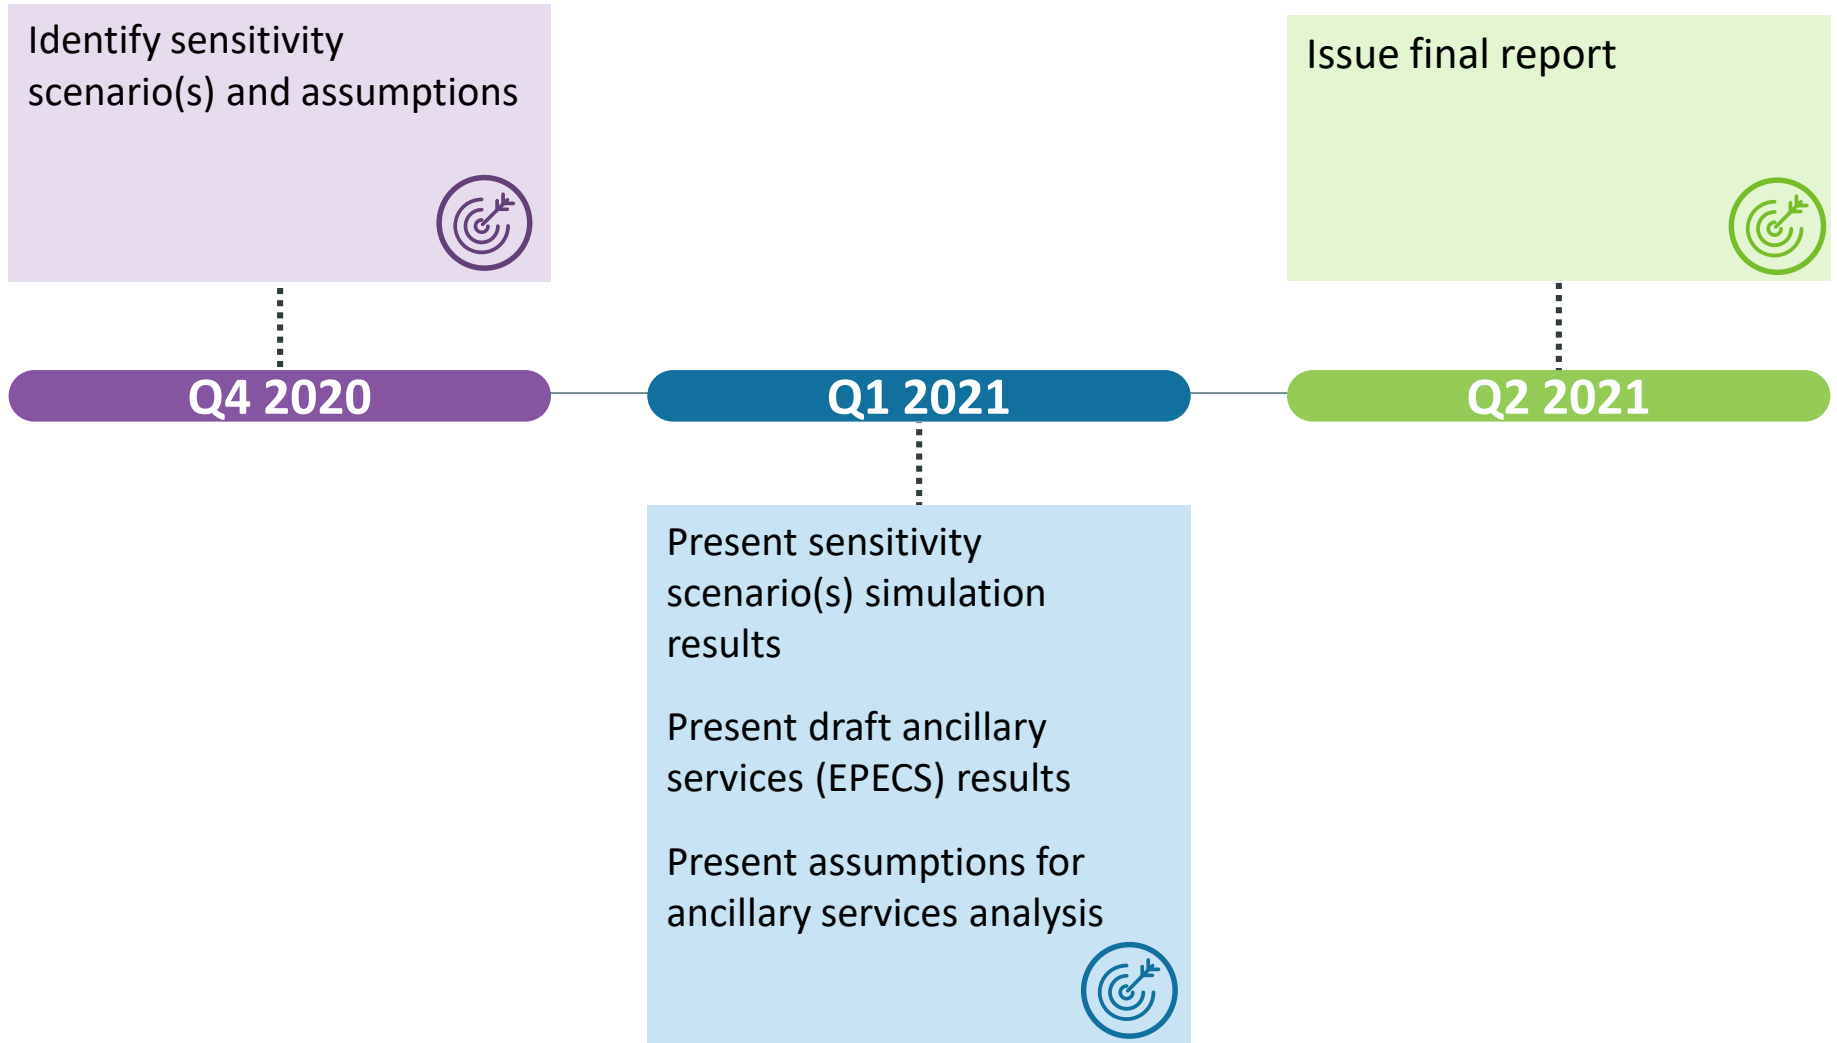 Identify sensitivity
scenario(s) and assumptions
Issue final report
Q4 2020
Q1 2021
Q2 2021
Present sensitivity
scenario(s) simulation
results
Present draft ancillary
services (EPECS) results
Present assumptions for
ancillary services analysis